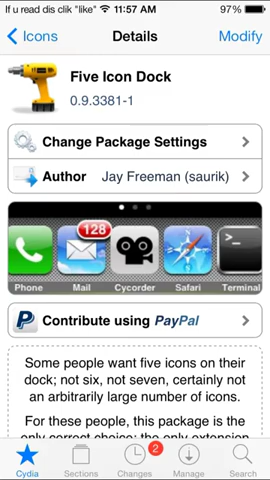 If u read dis clik "like" 11:57 AM 97%
Icons Details Modify
Five Icon Dock
0.9.3381-1
Change Package Settings
Author Jay Freeman (saurik)
128
Phone Mail Cycorder Safari Terminal
Contribute using PayPal
Some people want five icons on their
dock; not six, not seven, certainly not
an arbitrarily large number of icons.
For these people, this package is the
only correct choice: the only extension
2
Cydia Sections Changes Manage Search